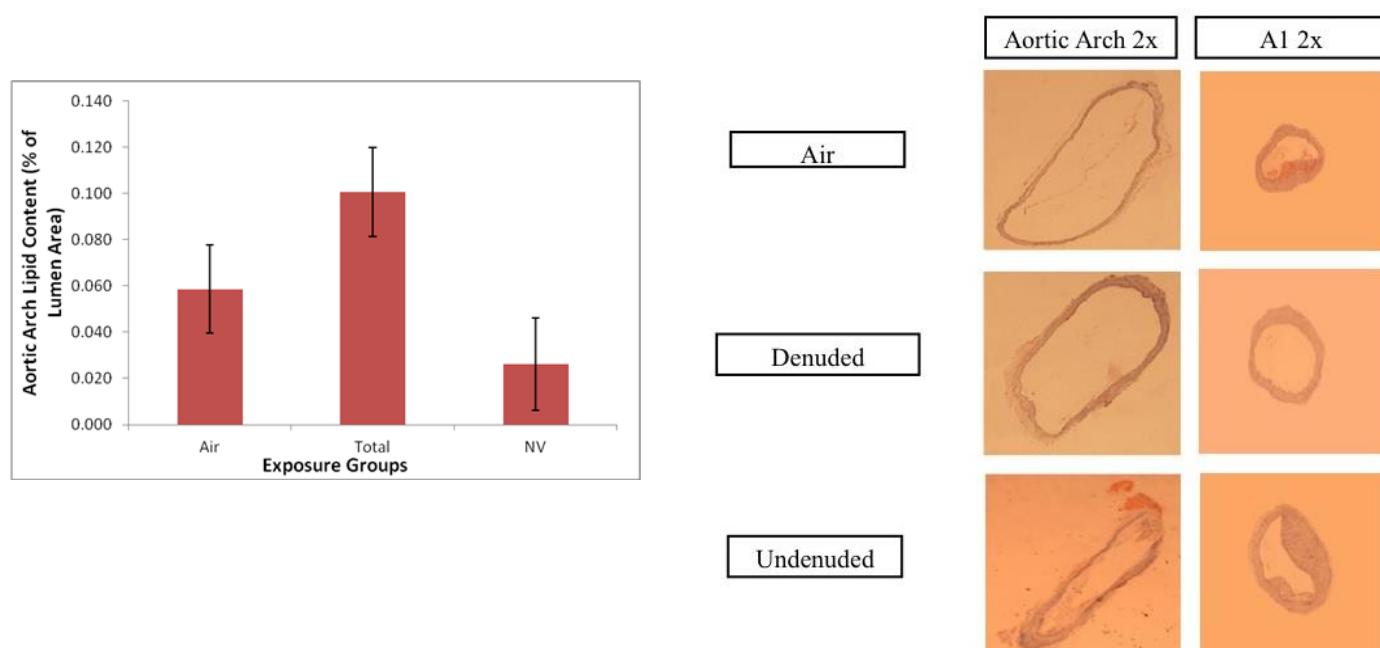 Aortic Arch Lipid Content (% of
Lumen Area)
0.140
0.120
0.100
0.080
0.060
0.040
0.020
0.000
Air
Total
NV
Exposure Groups
Aortic Arch 2x
A1 2x
Air
Denuded
Undenuded